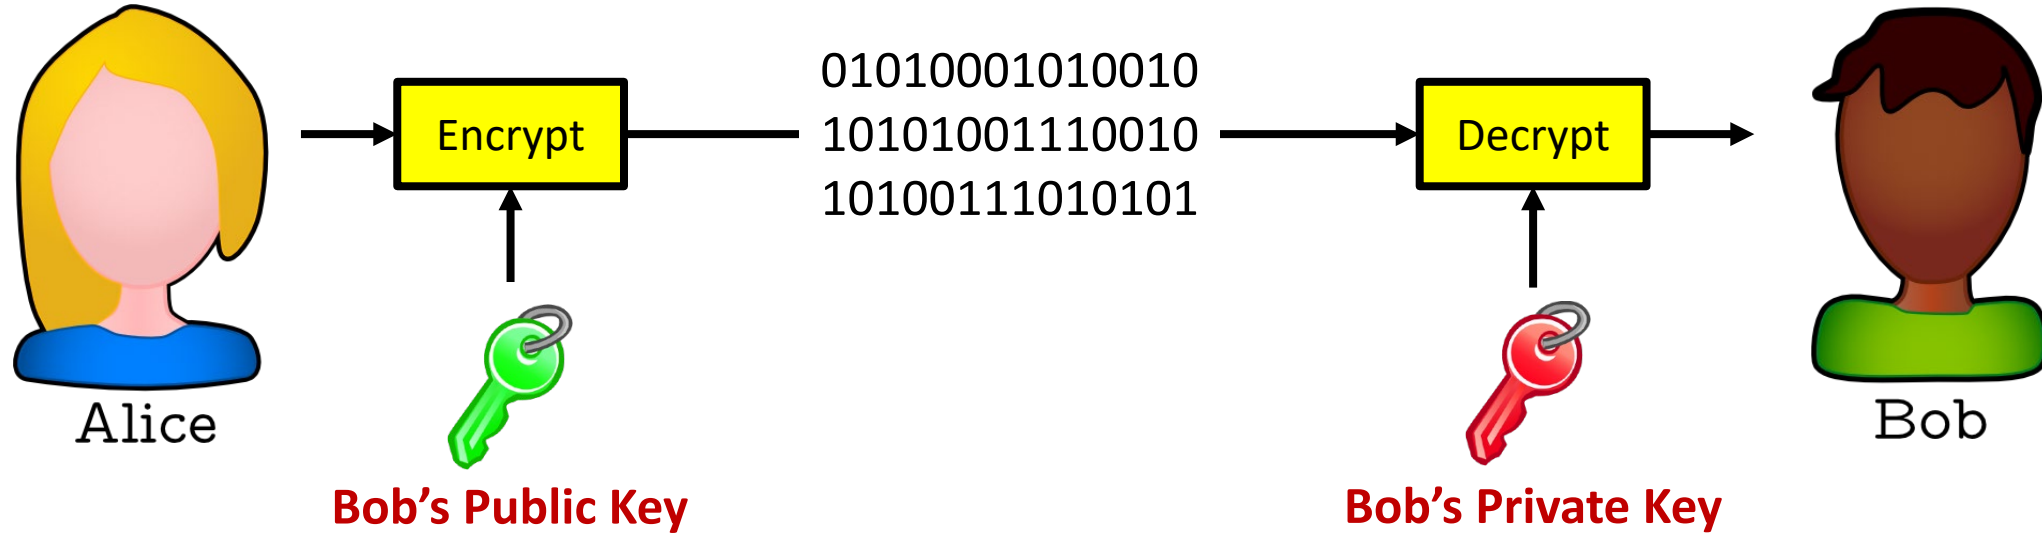 Encrypt
01010001010010
10101001110010
10100111010101
Decrypt
Alice
Bob
Bob’s Public Key
Bob’s Private Key